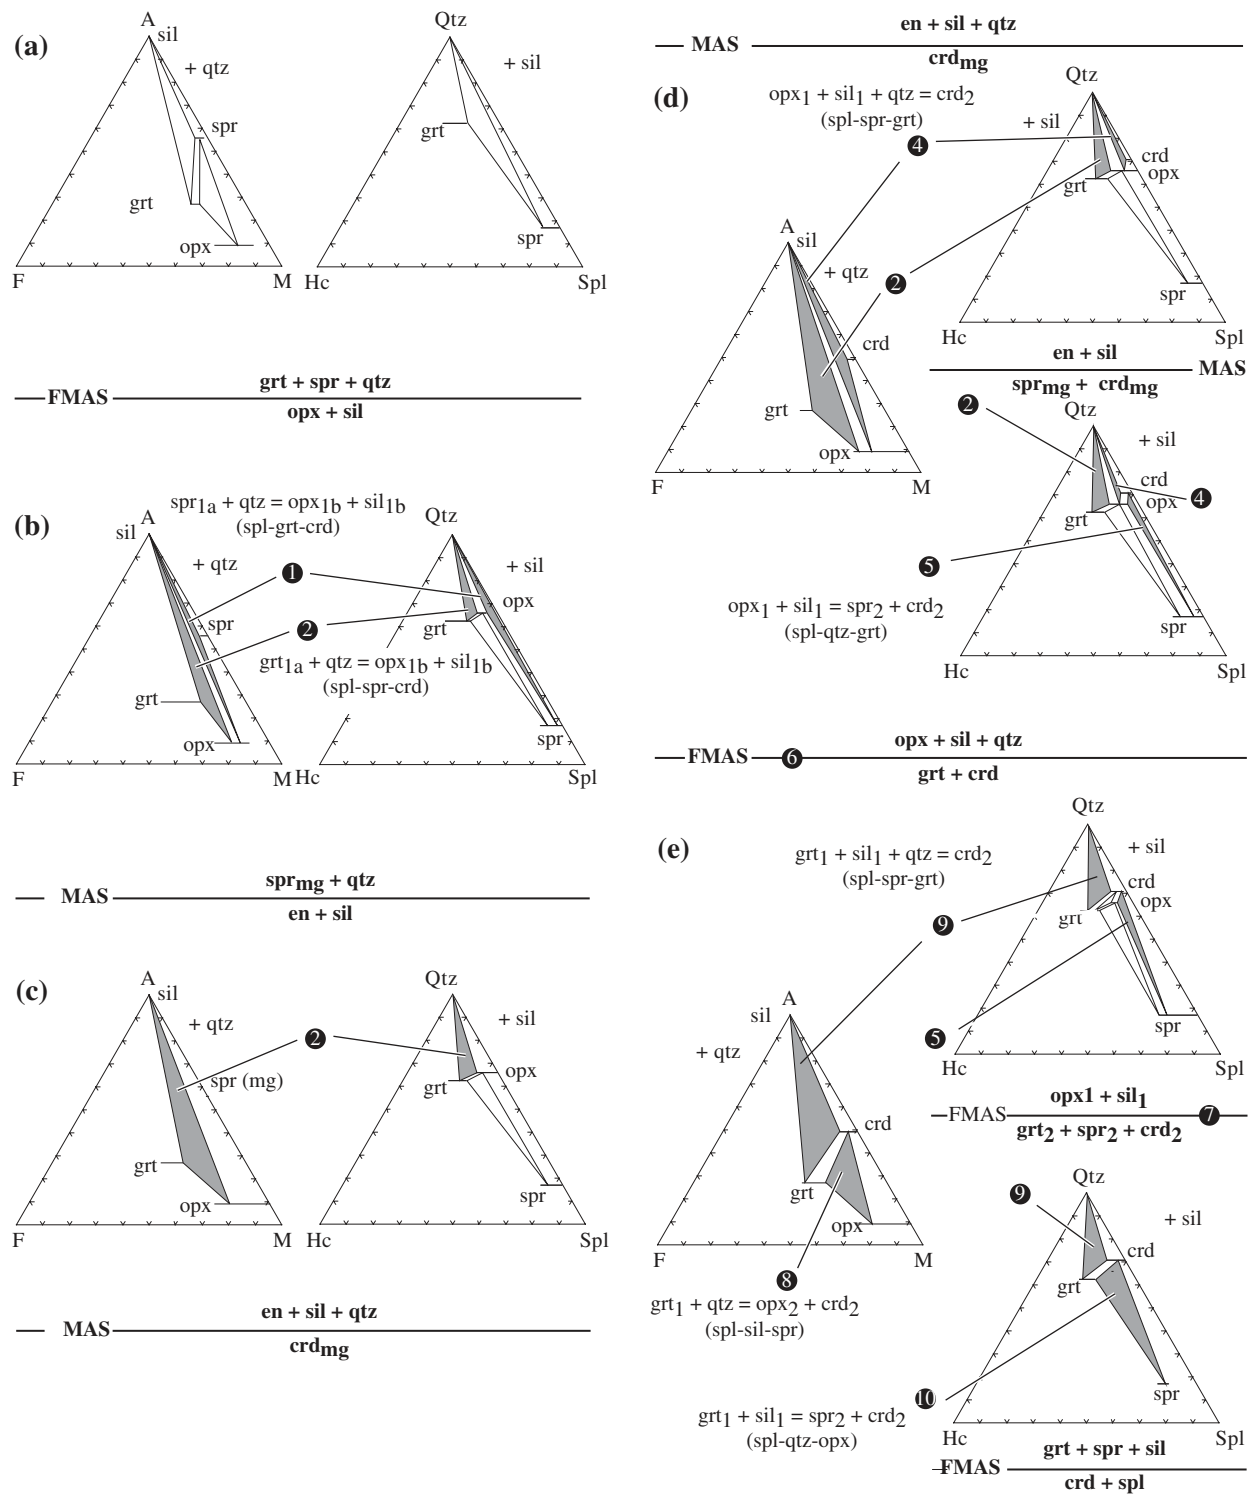 (a)
A
sil
+ qtz
spr
grt
opx
F
M
Qtz
+ sil
grt
spr
Hc
Spl
FMAS
grt + spr + qtz
opx + sil
(b)
spr1a + qtz = opx1b + sil1b
(spl-grt-crd)
A
sil
+ qtz
1
spr
2
grt
grt1a + qtz = opx1b + sil1b
(spl-spr-crd)
opx
F
M
Qtz
+ sil
opx
grt
spr
Hc
Spl
MAS
sprmg + qtz
en + sil
(c)
A
sil
+ qtz
2
spr (mg)
grt
opx
F
M
Qtz
+ sil
opx
grt
spr
Hc
Spl
MAS
en + sil + qtz
crdmg
MAS
en + sil + qtz
crdmg
(d)
opx1 + sil1 + qtz = crd2
(spl-spr-grt)
4
2
A
sil
+ qtz
crd
grt
opx
F
M
Qtz
+ sil
crd
opx
grt
spr
Hc
Spl
en + sil
sprmg + crdmg
MAS
2
Qtz
+ sil
crd
opx
4
grt
5
opx1 + sil1 = spr2 + crd2
(spl-qtz-grt)
spr
Hc
Spl
FMAS
6
opx + sil + qtz
grt + crd
(e)
grt1 + sil1 + qtz = crd2
(spl-spr-grt)
9
Qtz
+ sil
crd
opx
grt
5
spr
Hc
Spl
A
sil
+ qtz
crd
grt
opx
F
M
8
grt1 + qtz = opx2 + crd2
(spl-sil-spr)
FMAS
opx1 + sil1
grt2 + spr2 + crd2
7
9
Qtz
+ sil
crd
grt
10
grt1 + sil1 = spr2 + crd2
(spl-qtz-opx)
spr
Hc
Spl
FMAS
grt + spr + sil
crd + spl